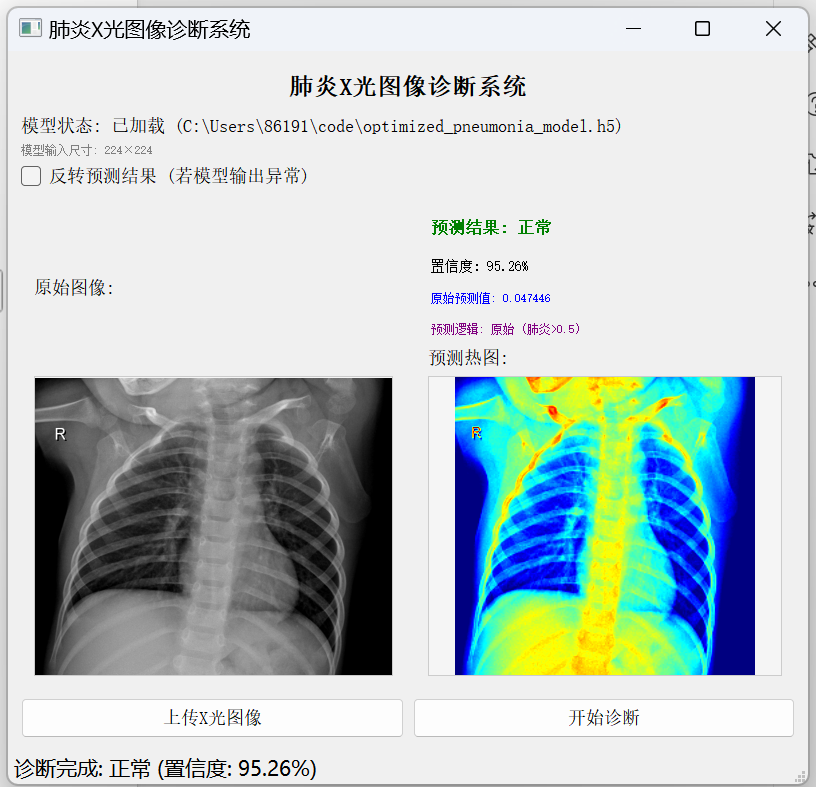 肺炎X光图像诊断系统
肺炎X光图像诊断系统
模型状态: 已加载 (C:\Users\86191\code\optimized_pneumonia_model.h5)
模型输入尺寸: 224×224
反转预测结果 (若模型输出异常)
原始图像:
预测结果: 正常
置信度: 95.26%
原始预测值: 0.047446
预测逻辑: 原始 (肺炎>0.5)
预测热图:
R
R
上传X光图像
开始诊断
诊断完成: 正常 (置信度: 95.26%)